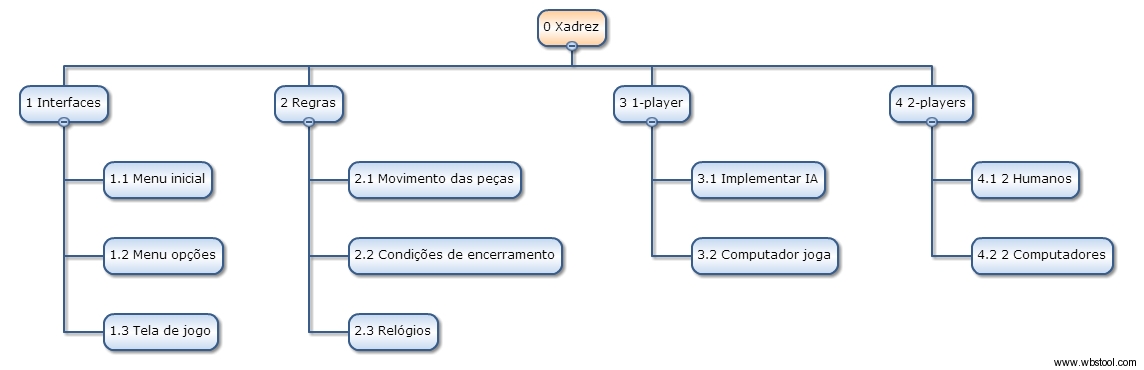 0 Xadrez
1 Interfaces
2 Regras
3 1-player
4 2-players
1.1 Menu inicial
2.1 Movimento das peças
3.1 Implementar IA
4.1 2 Humanos
1.2 Menu opções
2.2 Condições de encerramento
3.2 Computador joga
4.2 2 Computadores
1.3 Tela de jogo
2.3 Relógios
www.wbstool.com